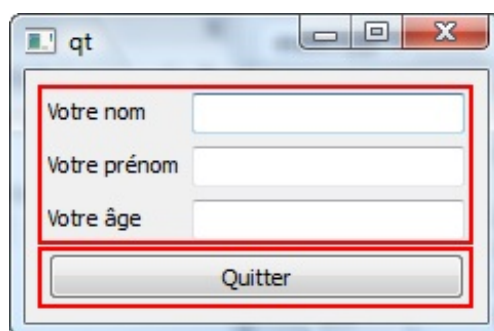 qt
Votre nom
Votre prénom
Votre âge
Quitter